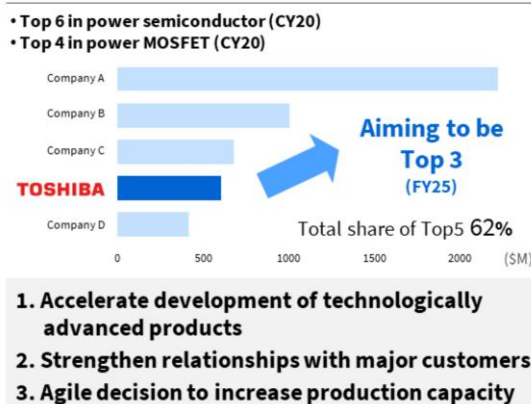 • Top 6 in power semiconductor (CY20)
• Top 4 in power MOSFET (CY20)
Company A
Company B
Company C
TOSHIBA
Company D
Aiming to be
Top 3
(FY25)
Total share of Top5 62%
0 500 1000 1500 2000 ($M)
1. Accelerate development of technologically
advanced products
2. Strengthen relationships with major customers
3. Agile decision to increase production capacity